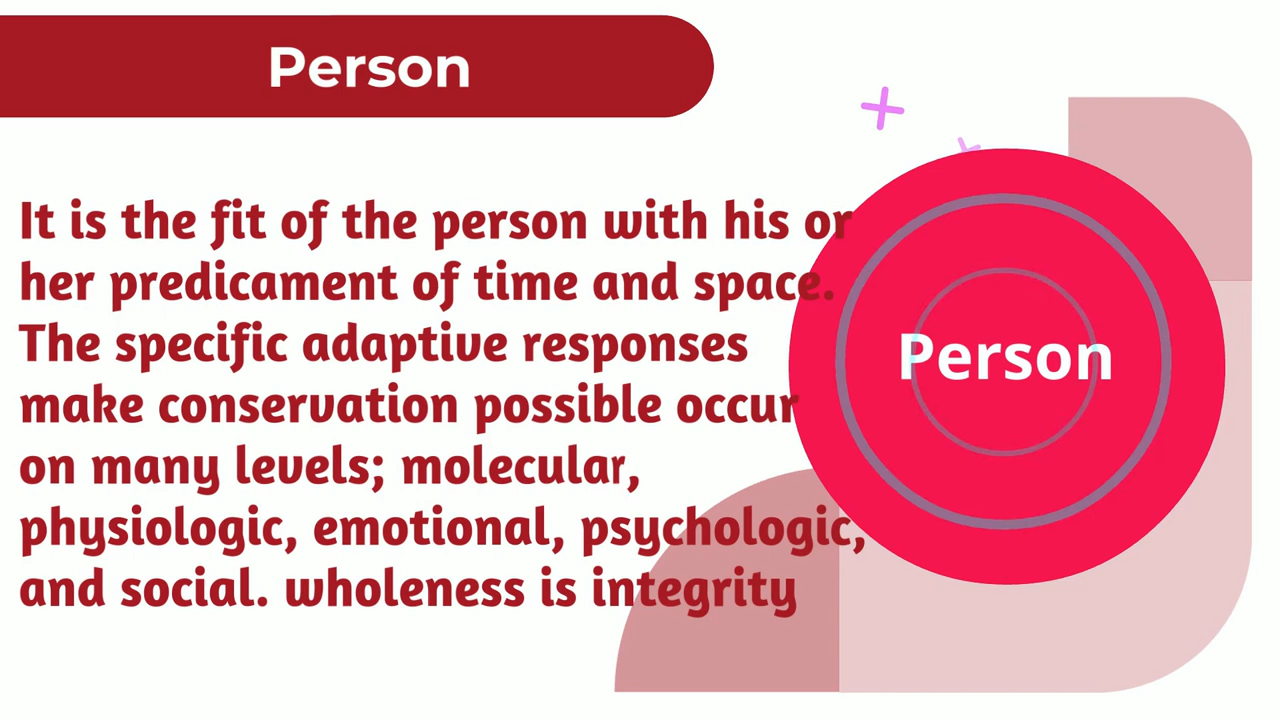 Person
It is the fit of the person with his or
her predicament of time and space.
The specific adaptive responses
make conservation possible occur
on many levels; molecular,
physiologic, emotional, psychologic,
and social. wholeness is integrity
Person